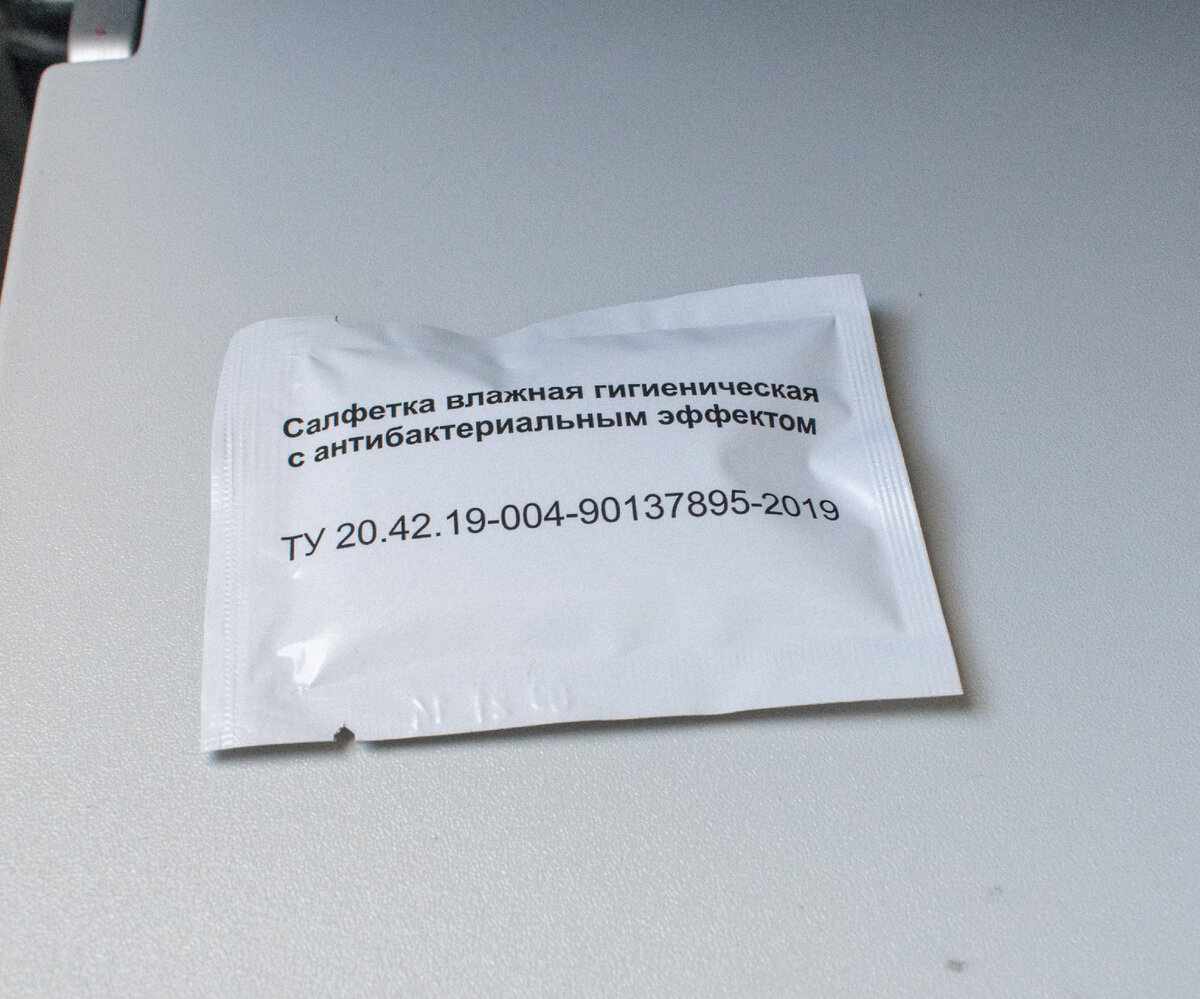 Салфетка влажная гигиеническая
с антибактериальным эффектом
ТУ 20.42.19-004-90137895-2019